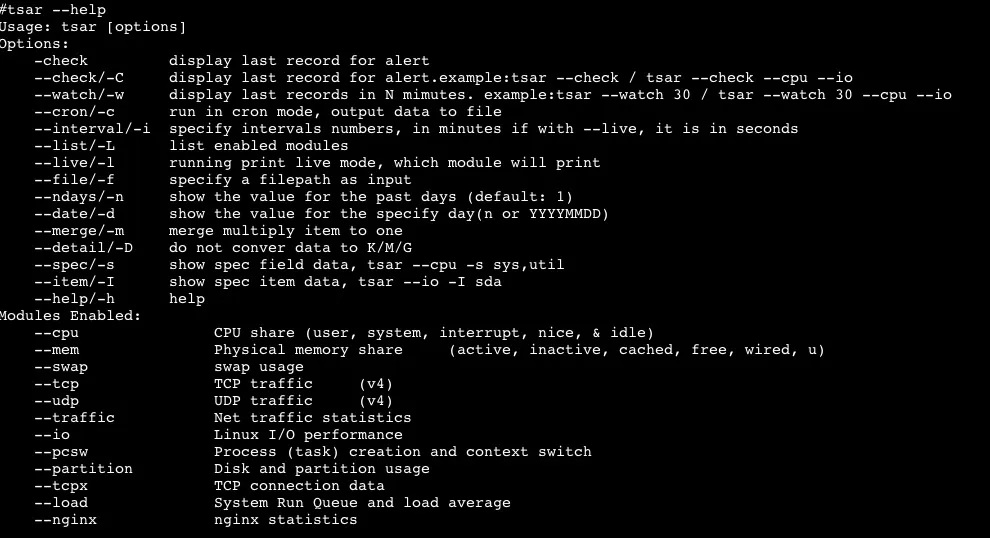 #tsar --help
Usage: tsar [options]
Options:
-check display last record for alert
--check/-C display last record for alert.example:tsar --check / tsar --check --cpu --io
--watch/-w display last records in N mimutes. example:tsar --watch 30 / tsar --watch 30 --cpu --io
--cron/-c run in cron mode, output data to file
--interval/-i specify intervals numbers, in minutes if with --live, it is in seconds
--list/-L list enabled modules
--live/-l running print live mode, which module will print
--file/-f specify a filepath as input
--ndays/-n show the value for the past days (default: 1)
--date/-d show the value for the specify day(n or YYYYMMDD)
--merge/-m merge multiply item to one
--detail/-D do not conver data to K/M/G
--spec/-s show spec field data, tsar --cpu -s sys,util
--item/-I show spec item data, tsar --io -I sda
--help/-h help
Modules Enabled:
--cpu CPU share (user, system, interrupt, nice, & idle)
--mem Physical memory share (active, inactive, cached, free, wired, u)
--swap swap usage
--tcp TCP traffic (v4)
--udp UDP traffic (v4)
--traffic Net traffic statistics
--io Linux I/O performance
--pcsw Process (task) creation and context switch
--partition Disk and partition usage
--tcpx TCP connection data
--load System Run Queue and load average
--nginx nginx statistics